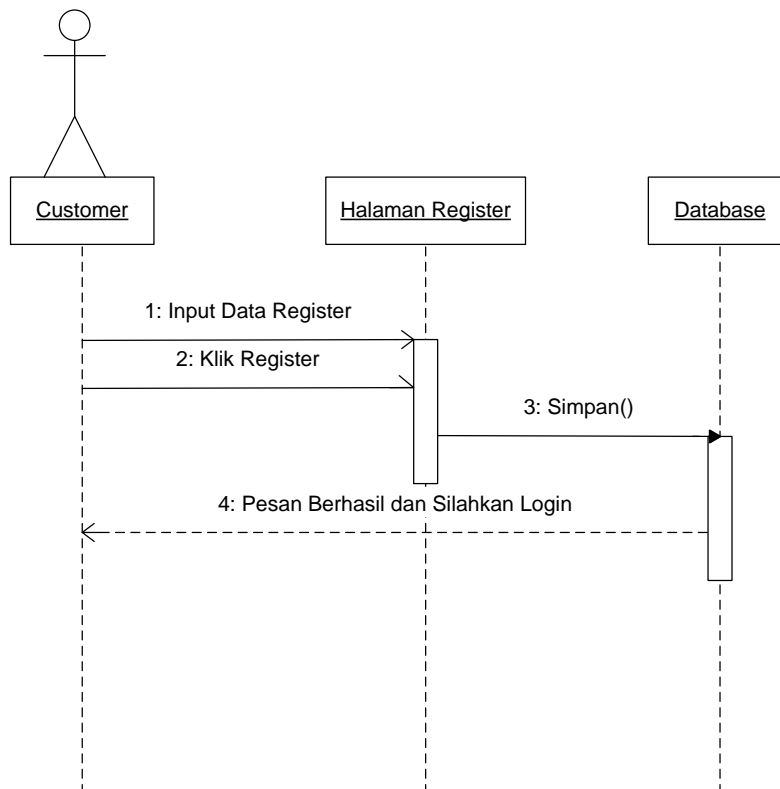 Customer
Halaman Register
Database
1: Input Data Register
2: Klik Register
3: Simpan()
4: Pesan Berhasil dan Silahkan Login